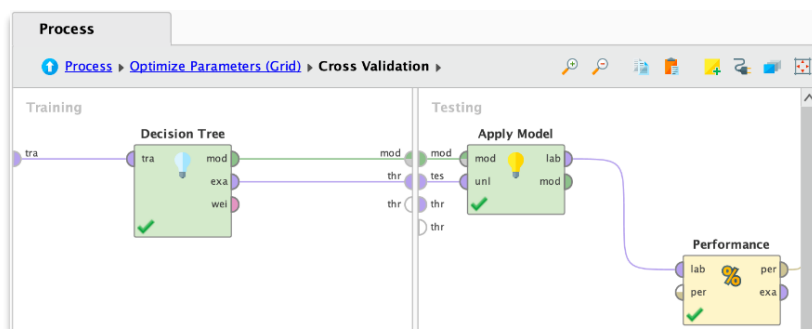 Process
Process ▸ Optimize Parameters (Grid) ▸ Cross Validation ▸
Training
Testing
Decision Tree
Apply Model
tra
tra
mod
mod
mod
mod
lab
exa
thr
tes
unl
mod
wei
thr
thr
thr
Performance
lab
%
per
per
exa